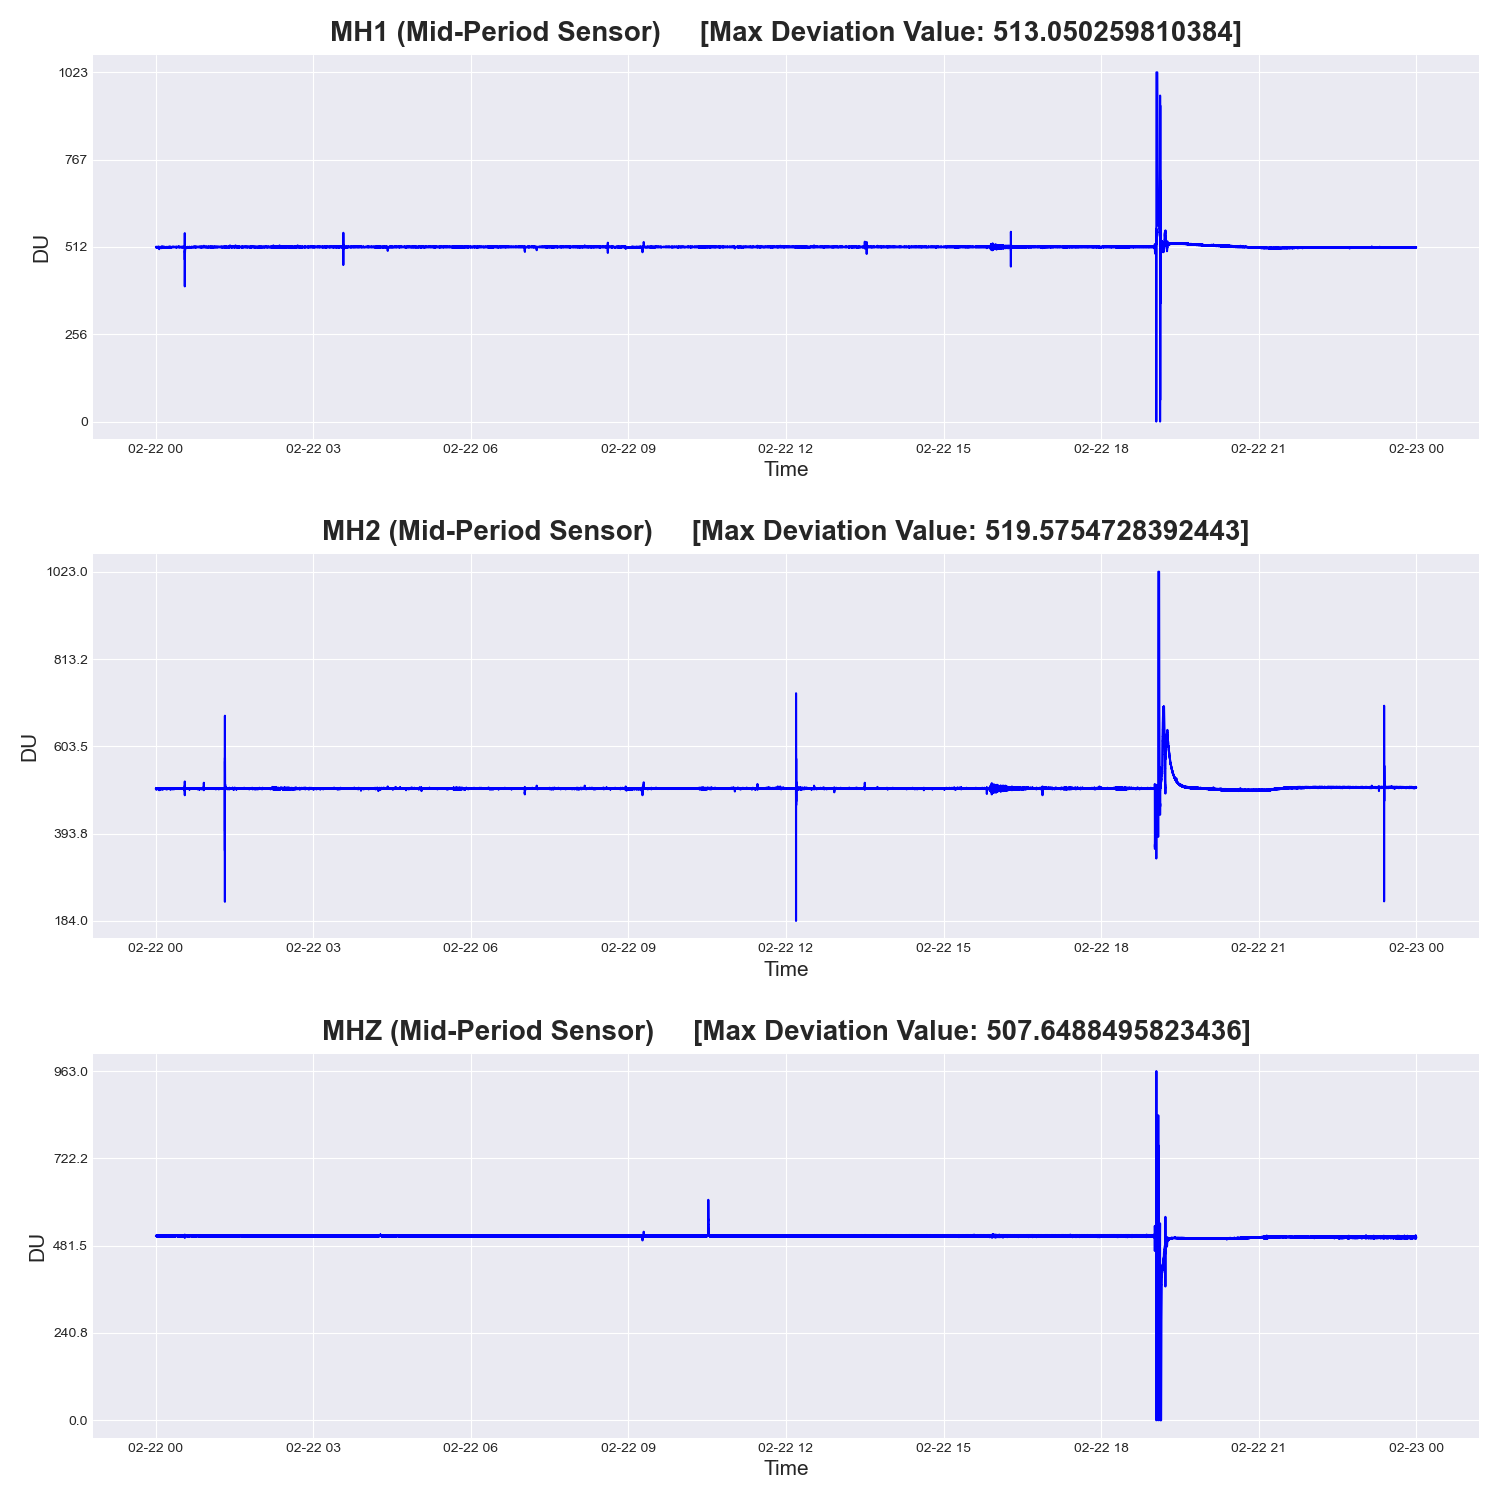 MH1 (Mid-Period Sensor) [Max Deviation Value: 513.050259810384]
1023
767
512
256
0
DU
02-22 00 02-22 03 02-22 06 02-22 09 02-22 12 02-22 15 02-22 18 02-22 21 02-23 00
Time
MH2 (Mid-Period Sensor) [Max Deviation Value: 519.5754728392443]
1023.0
813.2
603.5
393.8
184.0
DU
02-22 00 02-22 03 02-22 06 02-22 09 02-22 12 02-22 15 02-22 18 02-22 21 02-23 00
Time
MHZ (Mid-Period Sensor) [Max Deviation Value: 507.6488495823436]
963.0
722.2
481.5
240.8
0.0
DU
02-22 00 02-22 03 02-22 06 02-22 09 02-22 12 02-22 15 02-22 18 02-22 21 02-23 00
Time